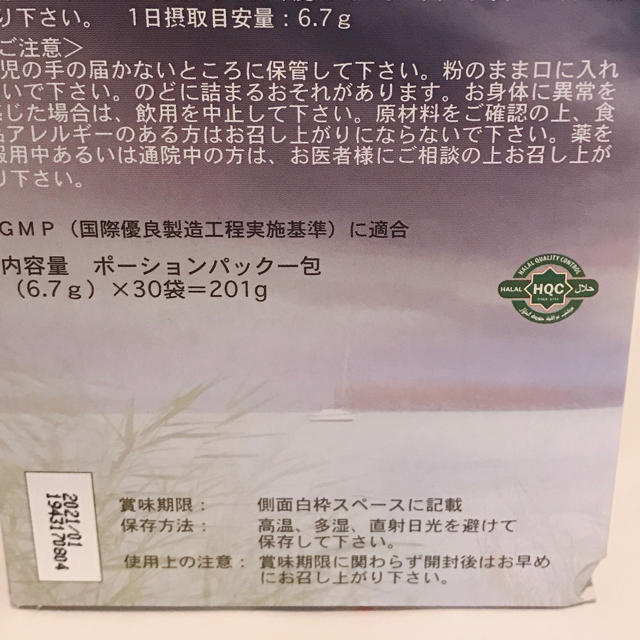 り下さい。 1日摂取目安量：6.7ｇ
ご注意＞
児の手の届かないところに保管して下さい。粉のまま口に入れ
いで下さい。のどに詰まるおそれがあります。お身体に異常を
感じた場合は、飲用を中止して下さい。原材料をご確認の上、食
品アレルギーのある方はお召し上がりにならないで下さい。薬を
服用中あるいは通院中の方は、お医者様にご相談の上お召し上が
り下さい。
GMP（国際優良製造工程実施基準）に適合
内容量 ポーションパック一包
（6.7ｇ）×30袋＝201g
HALAL QUALITY CONTROL
HALAL HQC حلال
賞味期限： 側面白枠スペースに記載
保存方法： 高温、多湿、直射日光を避けて
保存して下さい。
使用上の注意： 賞味期限に関わらず開封後はお早め
にお召し上がり下さい。
2021/01
1943170804